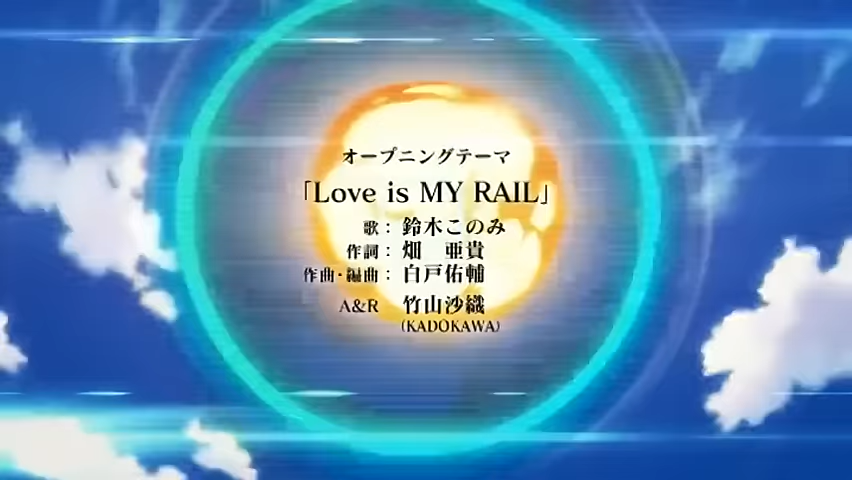 オープニングテーマ
「Love is MY RAIL」
歌：鈴木このみ
作詞：畑　亜貴
作曲・編曲：白戸佑輔
A&R　竹山沙織
（KADOKAWA）